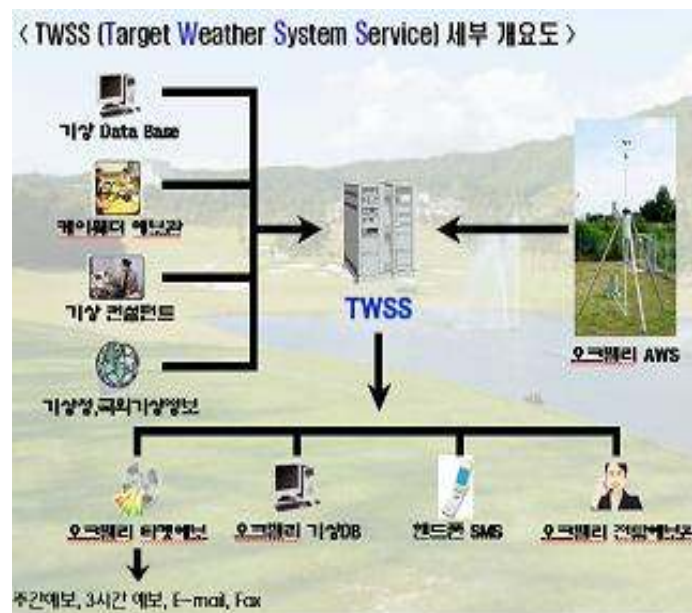 < TWSS (Target Weather System Service) 세부 개요도 >
기상 Data Base
케이웨더 예보관
기상 컨설턴트
기상청,국외기상정보
TWSS
오크밸리 AWS
오크밸리 타겟예보
오크밸리 기상DB
핸드폰 SMS
오크밸리 전담예보관
주간예보, 3시간 예보, E-mail, Fax